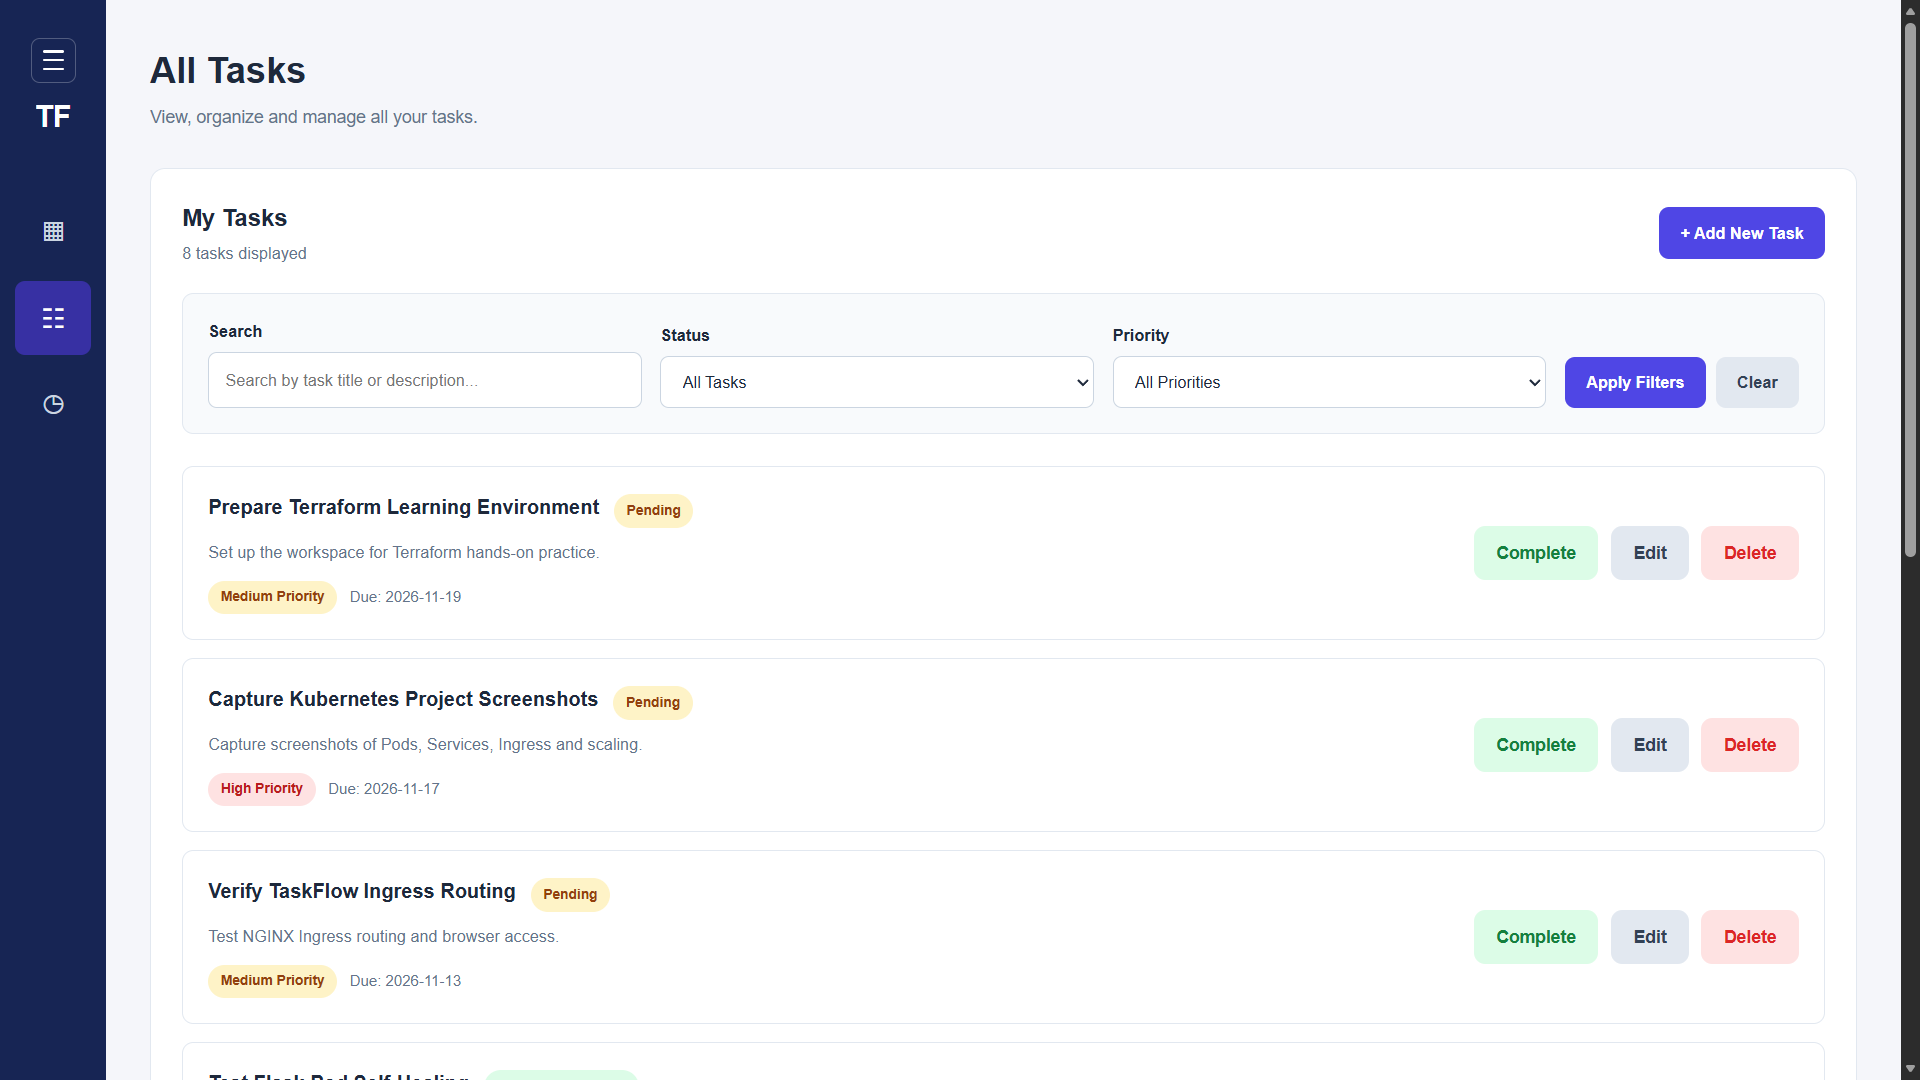 TF
All Tasks
View, organize and manage all your tasks.
My Tasks
8 tasks displayed
+ Add New Task
Search
Search by task title or description...
Status
All Tasks
Priority
All Priorities
Apply Filters
Clear
Prepare Terraform Learning Environment
Pending
Set up the workspace for Terraform hands-on practice.
Medium Priority
Due: 2026-11-19
Complete
Edit
Delete
Capture Kubernetes Project Screenshots
Pending
Capture screenshots of Pods, Services, Ingress and scaling.
High Priority
Due: 2026-11-17
Complete
Edit
Delete
Verify TaskFlow Ingress Routing
Pending
Test NGINX Ingress routing and browser access.
Medium Priority
Due: 2026-11-13
Complete
Edit
Delete
Test Flask Pod Self-Healing